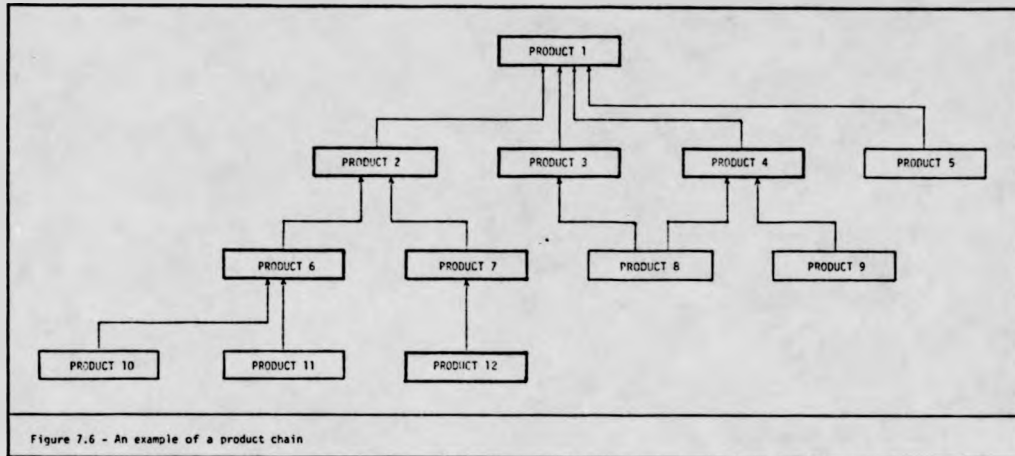 PRODUCT 1
PRODUCT 2
PRODUCT 3
PRODUCT 4
PRODUCT 5
PRODUCT 6
PRODUCT 7
PRODUCT 8
PRODUCT 9
PRODUCT 10
PRODUCT 11
PRODUCT 12
Figure 7.6 - An example of a product chain